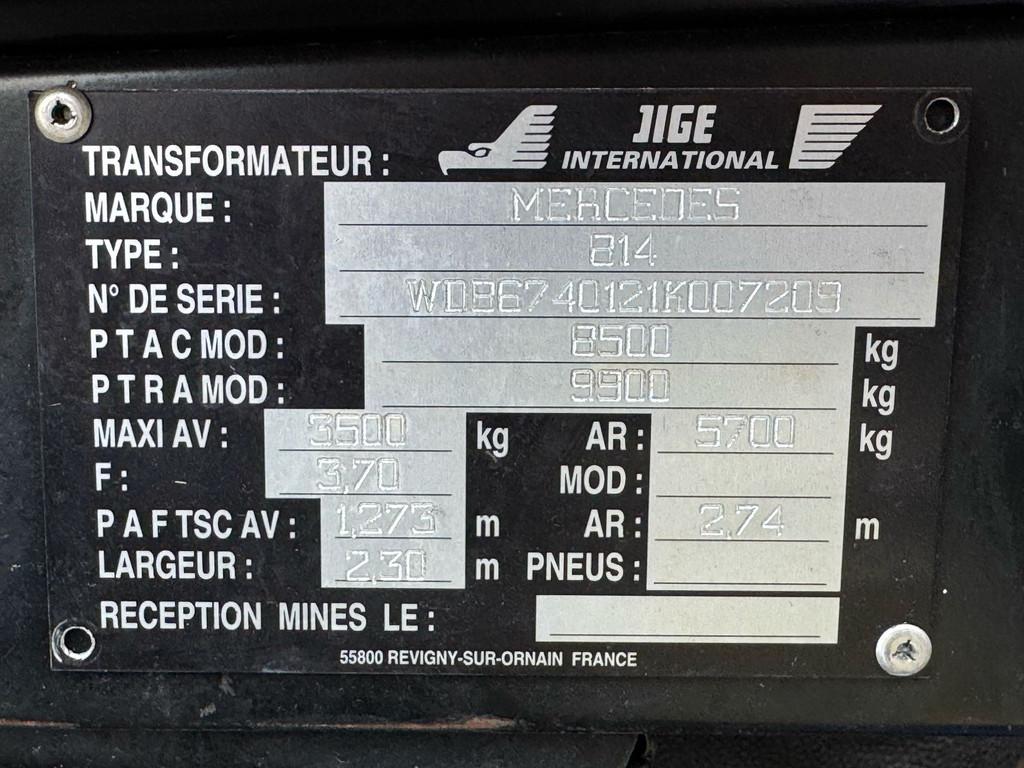 JIGE
INTERNATIONAL
TRANSFORMATEUR :
MARQUE : MERCEDES
TYPE : 814
N° DE SERIE : WDB6740121K007209
P T A C MOD : 8500 kg
P T R A MOD : 9900 kg
MAXI AV : 3500 kg AR : 5700 kg
F : 3,70 MOD :
P A F TSC AV : 1,273 m AR : 2,74 m
LARGEUR : 2,30 m PNEUS :
RECEPTION MINES LE :
55800 REVIGNY-SUR-ORNAIN FRANCE